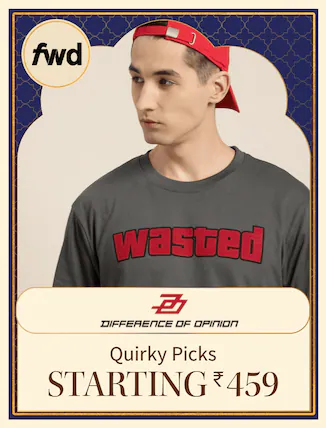 fwd
wasted
DIFFERENCE OF OPINION
Quirky Picks
STARTING ₹459